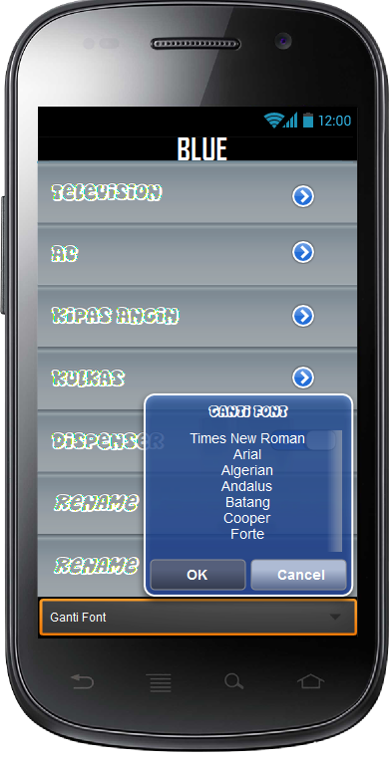 12:00
BLUE
TELEVISION
AC
KIPAS ANGIN
KULKAS
DISPENSER
RENAME
RENAME
GANTI FONT
Times New Roman
Arial
Algerian
Andalus
Batang
Cooper
Forte
OK
Cancel
Ganti Font